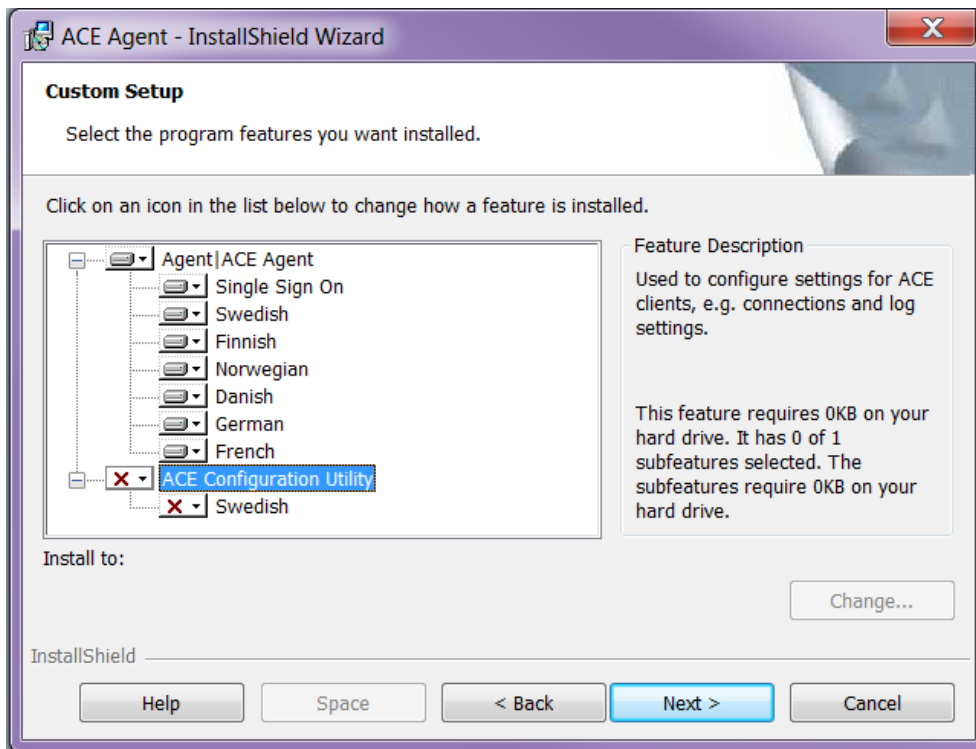 ACE Agent - InstallShield Wizard
Custom Setup
Select the program features you want installed.
Click on an icon in the list below to change how a feature is installed.
Agent|ACE Agent
Single Sign On
Swedish
Finnish
Norwegian
Danish
German
French
ACE Configuration Utility
Swedish
Feature Description
Used to configure settings for ACE
clients, e.g. connections and log
settings.
This feature requires 0KB on your
hard drive. It has 0 of 1
subfeatures selected. The
subfeatures require 0KB on your
hard drive.
Install to:
Change...
InstallShield
Help
Space
< Back
Next >
Cancel